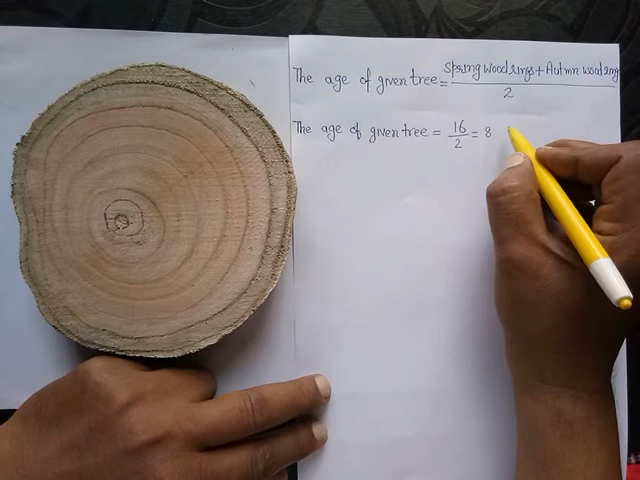 The age of given tree = Spring wood rings + Autmn wood ring
2
The age of given tree = 16/2 = 8